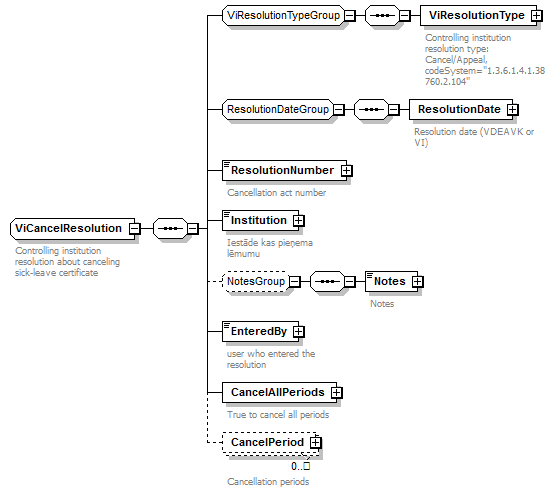 ViResolutionTypeGroup
ViResolutionType
Controlling institution
resolution type:
Cancel/Appeal,
codeSystem="1.3.6.1.4.1.38
760.2.104"
ResolutionDateGroup
ResolutionDate
Resolution date (VDEAVK or
VI)
ResolutionNumber
Cancellation act number
ViCancelResolution
Controlling institution
resolution about canceling
sick-leave certificate
Institution
Iestāde kas pieņema
lēmumu
NotesGroup
Notes
Notes
EnteredBy
user who entered the
resolution
CancelAllPeriods
True to cancel all periods
CancelPeriod
0..□
Cancellation periods